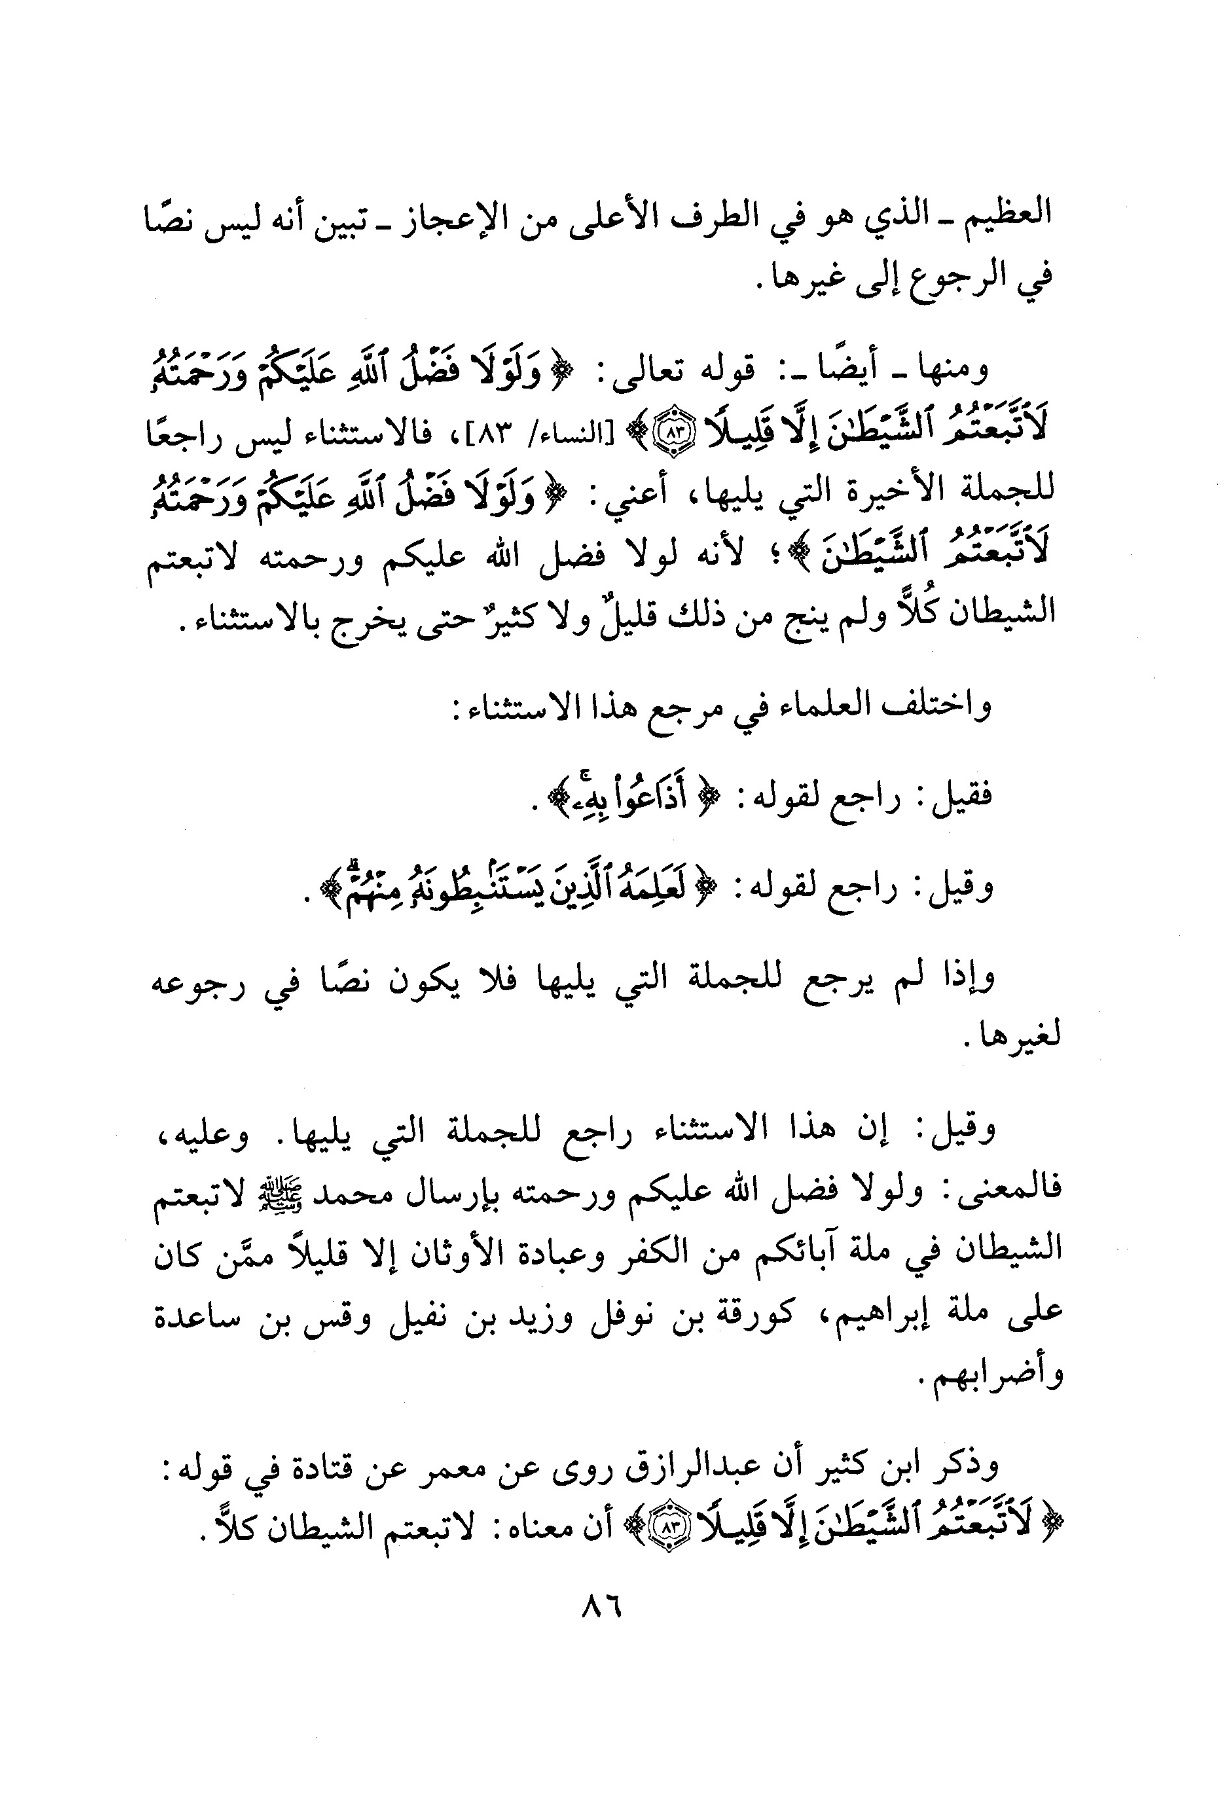 العظيم ـ الذي هو في الطرف الأعلى من الإعجاز ـ تبين أنه ليس نصًّا
في الرجوع إلى غيرها.
ومنها ـ أيضًا ـ: قوله تعالى: ﴿وَلَوْلَا فَضْلُ ٱللَّهِ عَلَيْكُمْ وَرَحْمَتُهُۥ
لَٱتَّبَعْتُمُ ٱلشَّيْطَٰنَ إِلَّا قَلِيلًا ۝٨٣﴾ [النساء/ ٨٣]، فالاستثناء ليس راجعًا
للجملة الأخيرة التي يليها، أعني: ﴿وَلَوْلَا فَضْلُ ٱللَّهِ عَلَيْكُمْ وَرَحْمَتُهُۥ
لَٱتَّبَعْتُمُ ٱلشَّيْطَٰنَ﴾؛ لأنه لولا فضل الله عليكم ورحمته لاتبعتم
الشيطان كُلاًّ ولم ينج من ذلك قليلٌ ولا كثيرٌ حتى يخرج بالاستثناء.
واختلف العلماء في مرجع هذا الاستثناء:
فقيل: راجع لقوله: ﴿أَذَاعُوا۟ بِهِۦۚ﴾.
وقيل: راجع لقوله: ﴿لَعَلِمَهُ ٱلَّذِينَ يَسْتَنۢبِطُونَهُۥ مِنْهُمْۗ﴾.
وإذا لم يرجع للجملة التي يليها فلا يكون نصًا في رجوعه
لغيرها.
وقيل: إن هذا الاستثناء راجع للجملة التي يليها. وعليه،
فالمعنى: ولولا فضل الله عليكم ورحمته بإرسال محمد ﷺ لاتبعتم
الشيطان في ملة آبائكم من الكفر وعبادة الأوثان إلا قليلاً ممَّن كان
على ملة إبراهيم، كورقة بن نوفل وزيد بن نفيل وقس بن ساعدة
وأضرابهم.
وذكر ابن كثير أن عبدالرازق روى عن معمر عن قتادة في قوله:
﴿لَٱتَّبَعْتُمُ ٱلشَّيْطَٰنَ إِلَّا قَلِيلًا ۝٨٣﴾ أن معناه: لاتبعتم الشيطان كلاًّ.
٨٦